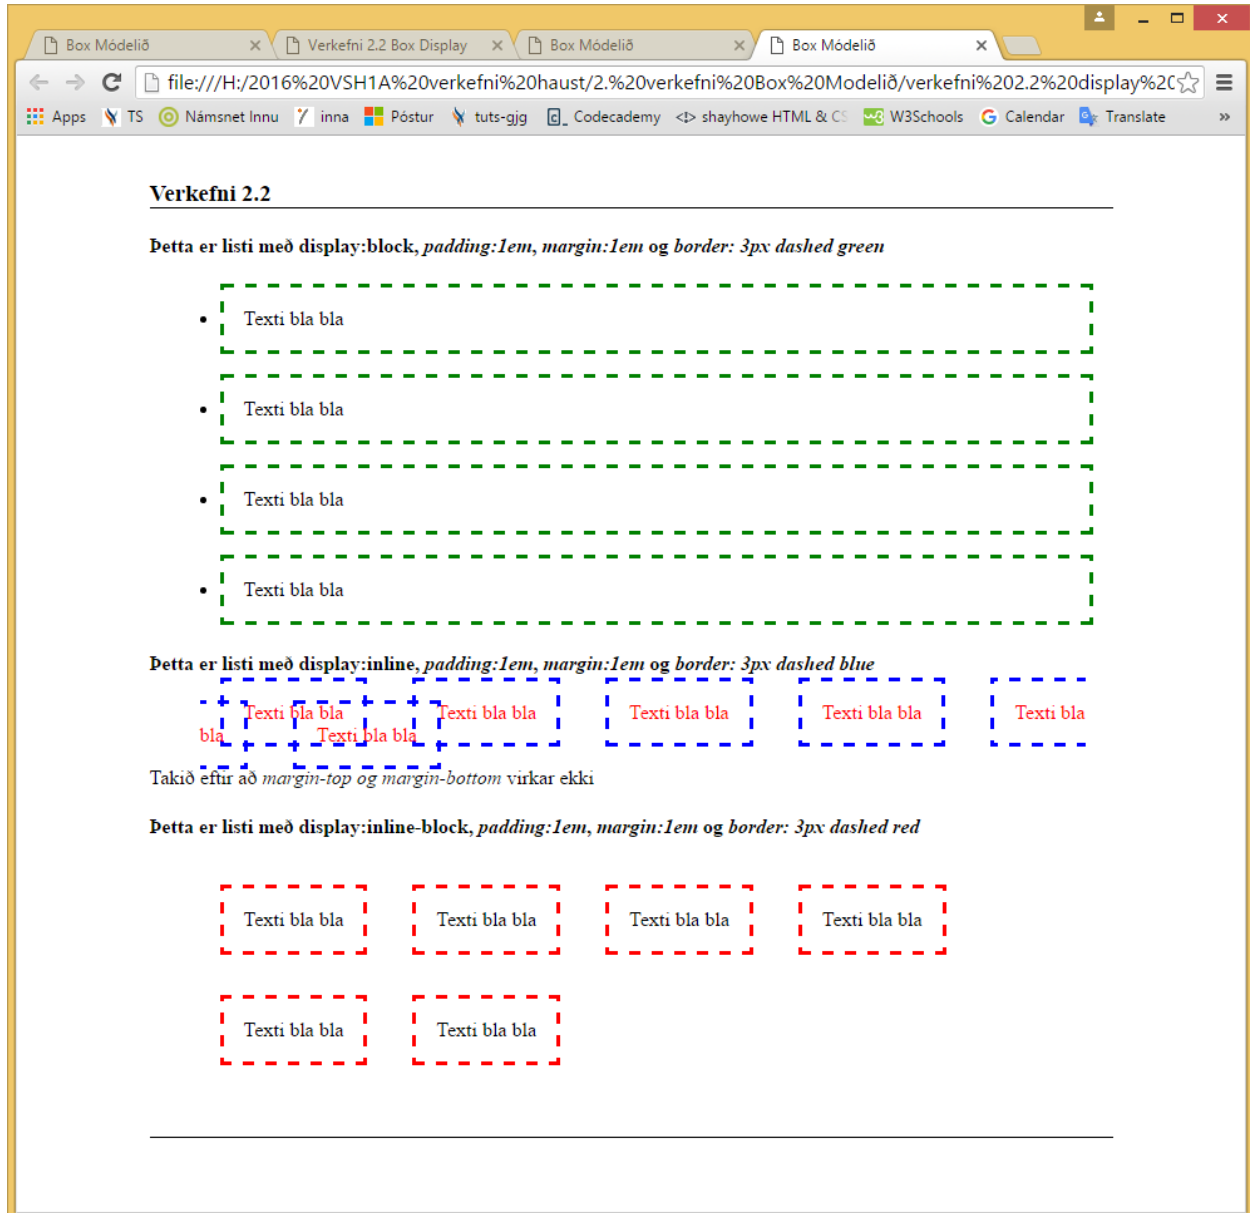 Box Módelið
Verkefni 2.2 Box Display
Box Módelið
Box Módelið
file:///H:/2016%20VSH1A%20verkefni%20haust/2.%20verkefni%20Box%20Modelið/verkefni%202.2%20display%2
Apps TS Námsnet Innu inna Póstur tuts-gjg Codecademy shayhowe HTML & CS W3Schools Calendar Translate »
Verkefni 2.2
Þetta er listi með display:block, padding:1em, margin:1em og border: 3px dashed green
Texti bla bla
Texti bla bla
Texti bla bla
Texti bla bla
Þetta er listi með display:inline, padding:1em, margin:1em og border: 3px dashed blue
Texti bla bla Texti bla bla Texti bla bla Texti bla bla Texti bla
bla Texti bla bla
Takið eftir að margin-top og margin-bottom virkar ekki
Þetta er listi með display:inline-block, padding:1em, margin:1em og border: 3px dashed red
Texti bla bla Texti bla bla Texti bla bla Texti bla bla
Texti bla bla Texti bla bla